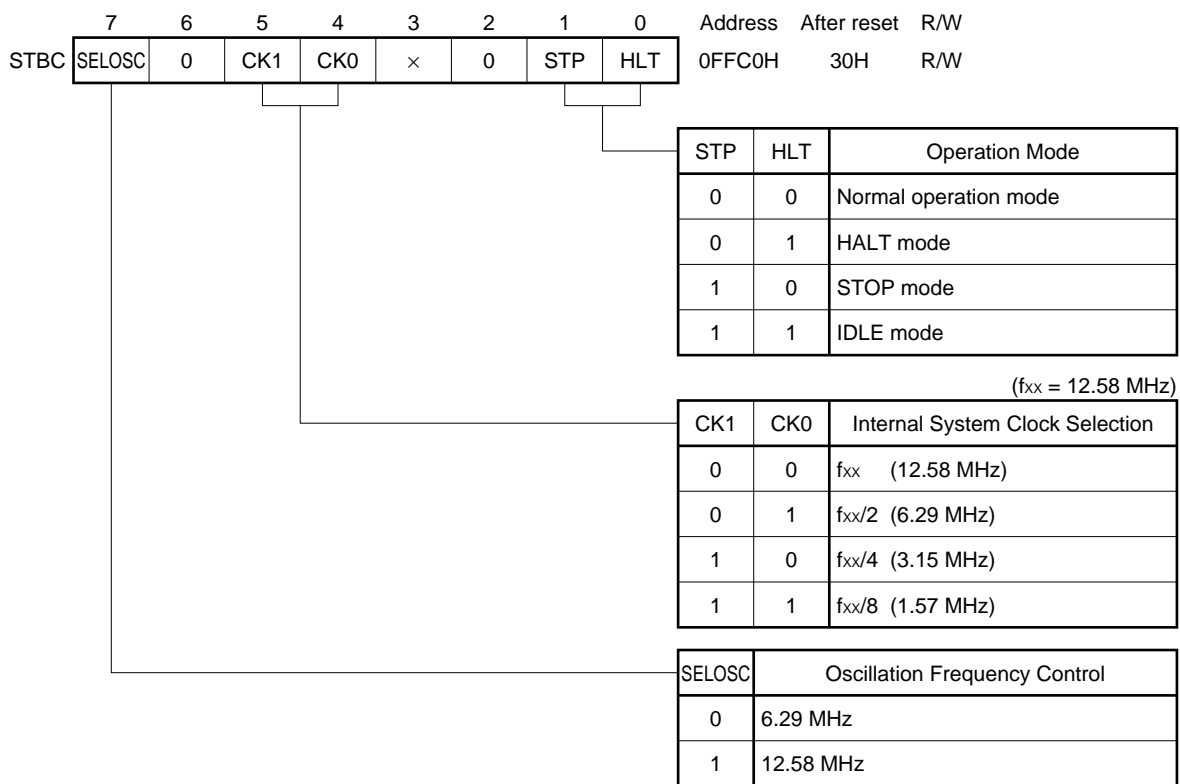 7 6 5 4 3 2 1 0 Address After reset R/W
STBC SELOSC 0 CK1 CK0 × 0 STP HLT 0FFC0H 30H R/W
STP HLT Operation Mode
0 0 Normal operation mode
0 1 HALT mode
1 0 STOP mode
1 1 IDLE mode
(fxx = 12.58 MHz)
CK1 CK0 Internal System Clock Selection
0 0 fxx (12.58 MHz)
0 1 fxx/2 (6.29 MHz)
1 0 fxx/4 (3.15 MHz)
1 1 fxx/8 (1.57 MHz)
SELOSC Oscillation Frequency Control
0 6.29 MHz
1 12.58 MHz